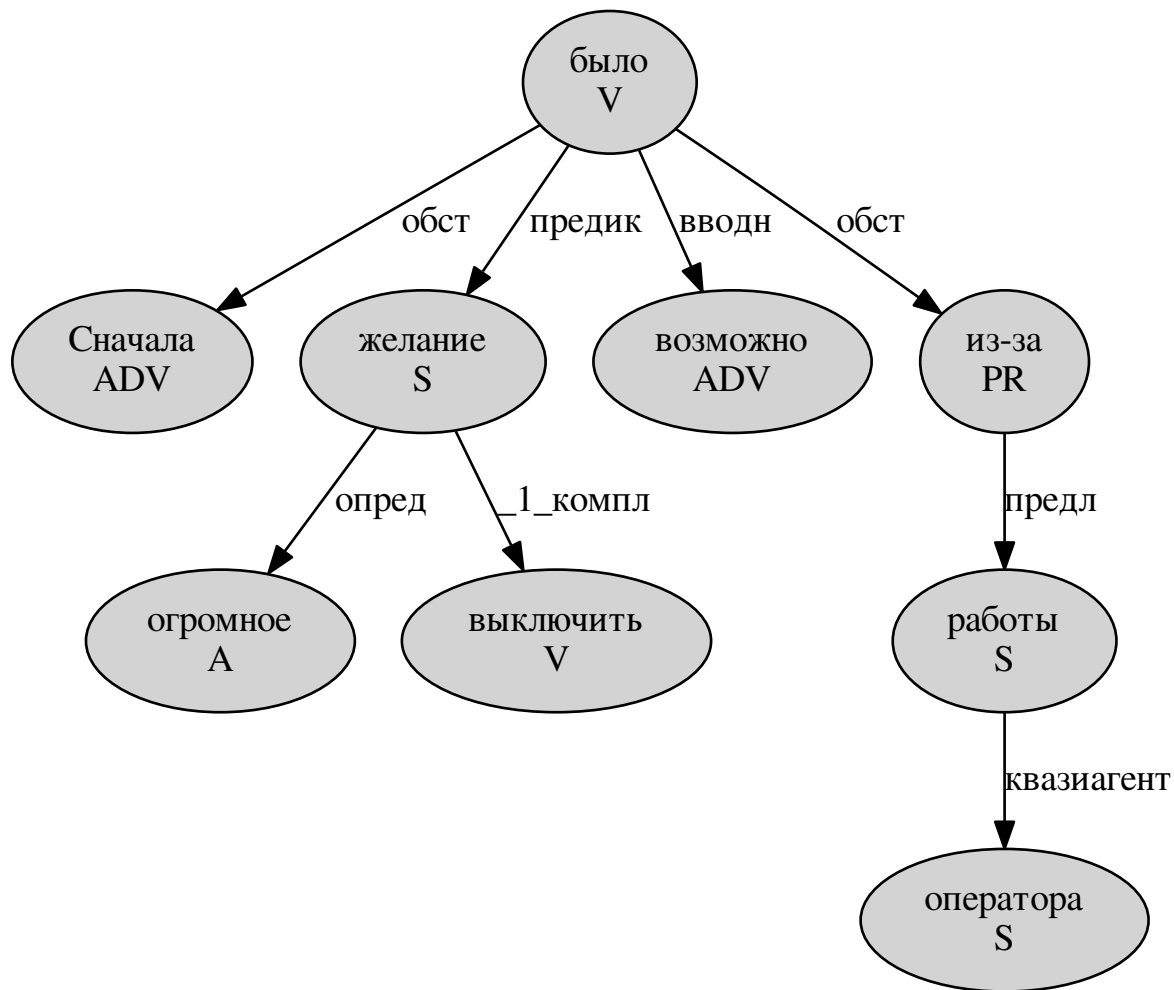 было
V
обст
предик
вводн
обст
Сначала
ADV
желание
S
возможно
ADV
из-за
PR
опред
_1_компл
предл
огромное
A
выключить
V
работы
S
квазиагент
оператора
S